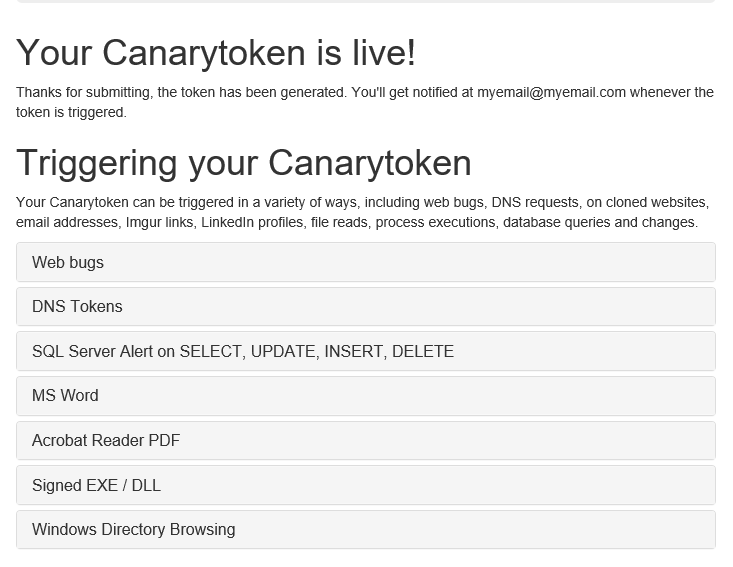 Your Canarytoken is live!
Thanks for submitting, the token has been generated. You'll get notified at myemail@myemail.com whenever the
token is triggered.
Triggering your Canarytoken
Your Canarytoken can be triggered in a variety of ways, including web bugs, DNS requests, on cloned websites,
email addresses, Imgur links, LinkedIn profiles, file reads, process executions, database queries and changes.
Web bugs
DNS Tokens
SQL Server Alert on SELECT, UPDATE, INSERT, DELETE
MS Word
Acrobat Reader PDF
Signed EXE / DLL
Windows Directory Browsing